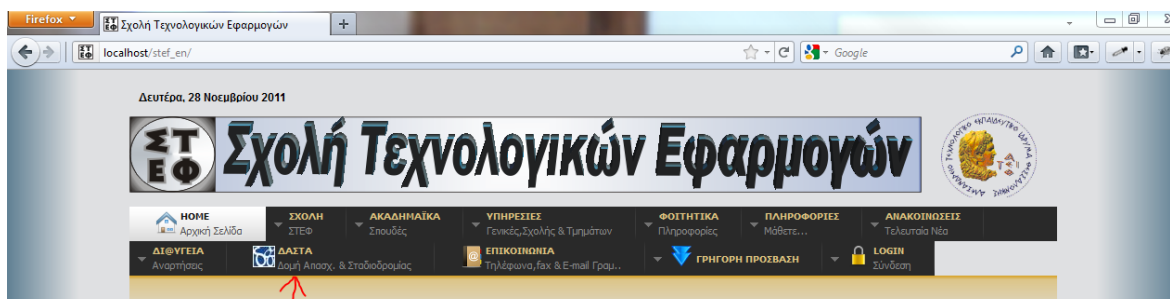 Firefox
Σχολή Τεχνολογικών Εφαρμογών
localhost/stef_en/
Google
Δευτέρα, 28 Νοεμβρίου 2011
ΣΤ
ΕΦ
Σχολή Τεχνολογικών Εφαρμογών
HOME ΣΧΟΛΗ ΑΚΑΔΗΜΑΪΚΑ ΥΠΗΡΕΣΙΕΣ ΦΟΙΤΗΤΙΚΑ ΠΛΗΡΟΦΟΡΙΕΣ ΑΝΑΚΟΙΝΩΣΕΙΣ
Αρχική Σελίδα ΣΤΕΦ Σπουδές Γενικές,Σχολής & Τμημάτων Πληροφορίες Μάθετε... Τελευταία Νέα
ΔΙ@ΥΓΕΙΑ ΔΑΣΤΑ ΕΠΙΚΟΙΝΩΝΙΑ ΓΡΗΓΟΡΗ ΠΡΟΣΒΑΣΗ LOGIN
Αναρτήσεις Δομή Απασχ. & Σταδιοδρομίας Τηλέφωνα,fax & E-mail Γραμ.. Σύνδεση